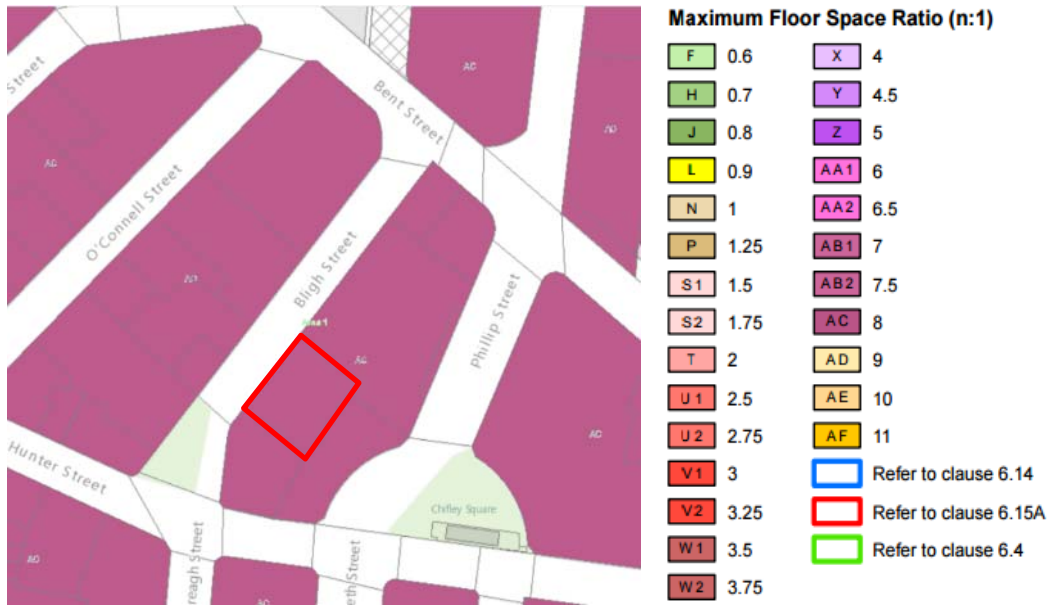 Street
AC
AC
AC
Bent Street
O'Connell Street
AC
Bligh Street
Area 1
AC
Phillip Street
AC
Hunter Street
Chifley Square
AC
reagh Street
AC
eth Street
Maximum Floor Space Ratio (n:1)
F 0.6
H 0.7
J 0.8
L 0.9
N 1
P 1.25
S1 1.5
S2 1.75
T 2
U1 2.5
U2 2.75
V1 3
V2 3.25
W1 3.5
W2 3.75
X 4
Y 4.5
Z 5
AA1 6
AA2 6.5
AB1 7
AB2 7.5
AC 8
AD 9
AE 10
AF 11
Refer to clause 6.14
Refer to clause 6.15A
Refer to clause 6.4